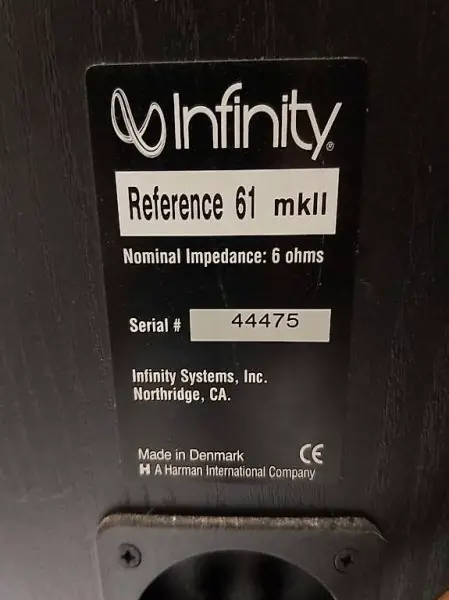 Infinity®
Reference 61 mkII
Nominal Impedance: 6 ohms
Serial # 44475
Infinity Systems, Inc.
Northridge, CA.
Made in Denmark CE
H A Harman International Company